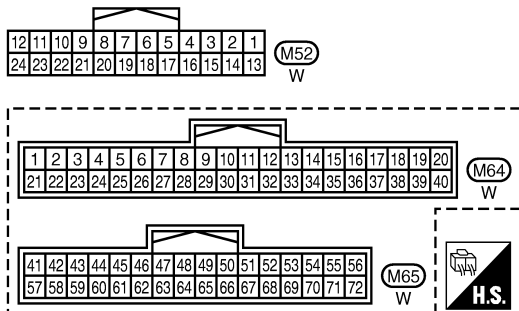 12 11 10 9 8 7 6 5 4 3 2 1
24 23 22 21 20 19 18 17 16 15 14 13
M52
W
1 2 3 4 5 6 7 8 9 10 11 12 13 14 15 16 17 18 19 20
21 22 23 24 25 26 27 28 29 30 31 32 33 34 35 36 37 38 39 40
M64
W
41 42 43 44 45 46 47 48 49 50 51 52 53 54 55 56
57 58 59 60 61 62 63 64 65 66 67 68 69 70 71 72
M65
W
H.S.